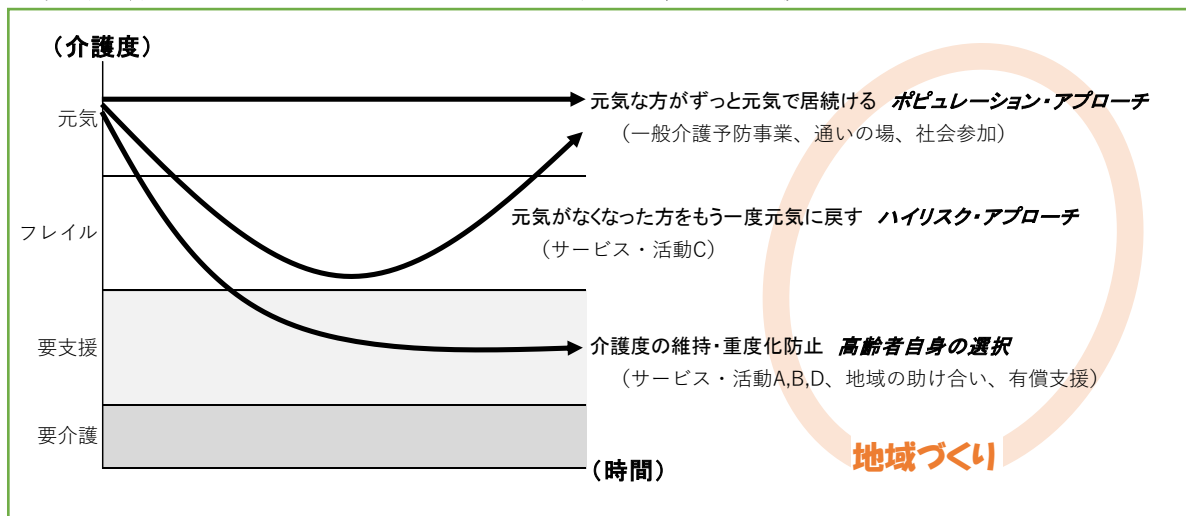 （介護度）
元気
元気な方がずっと元気で居続ける　ポピュレーション・アプローチ
（一般介護予防事業、通いの場、社会参加）
フレイル
元気がなくなった方をもう一度元気に戻す　ハイリスク・アプローチ
（サービス・活動C）
要支援
介護度の維持・重度化防止　高齢者自身の選択
（サービス・活動A,B,D、地域の助け合い、有償支援）
要介護
地域づくり
（時間）